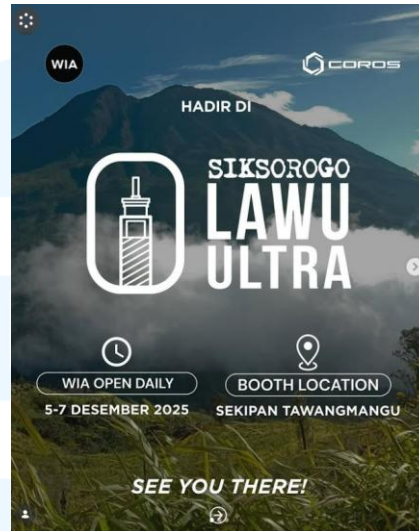 WIA
COROS
HADIR DI
SIKSOROGO
LAWU
ULTRA
WIA OPEN DAILY
BOOTH LOCATION
5-7 DESEMBER 2025
SEKIPAN TAWANGMANGU
SEE YOU THERE!